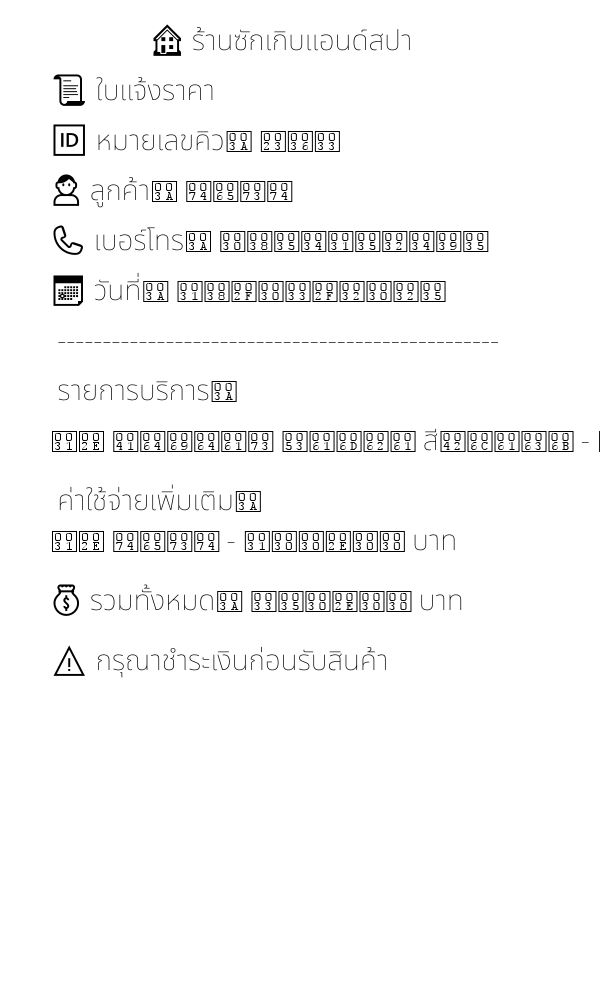 ร้านซักเกิบแอนด์สปา
ใบแจ้งราคา
หมายเลขคิว: #63
ลูกค้า: test
เบอร์โทร: 0854152495
วันที่: 18/03/2025
รายการบริการ:
1. Adidas Samba สีBlack -
ค่าใช้จ่ายเพิ่มเติม:
1. test - 100.00 บาท
รวมทั้งหมด: 350.00 บาท
กรุณาชำระเงินก่อนรับสินค้า